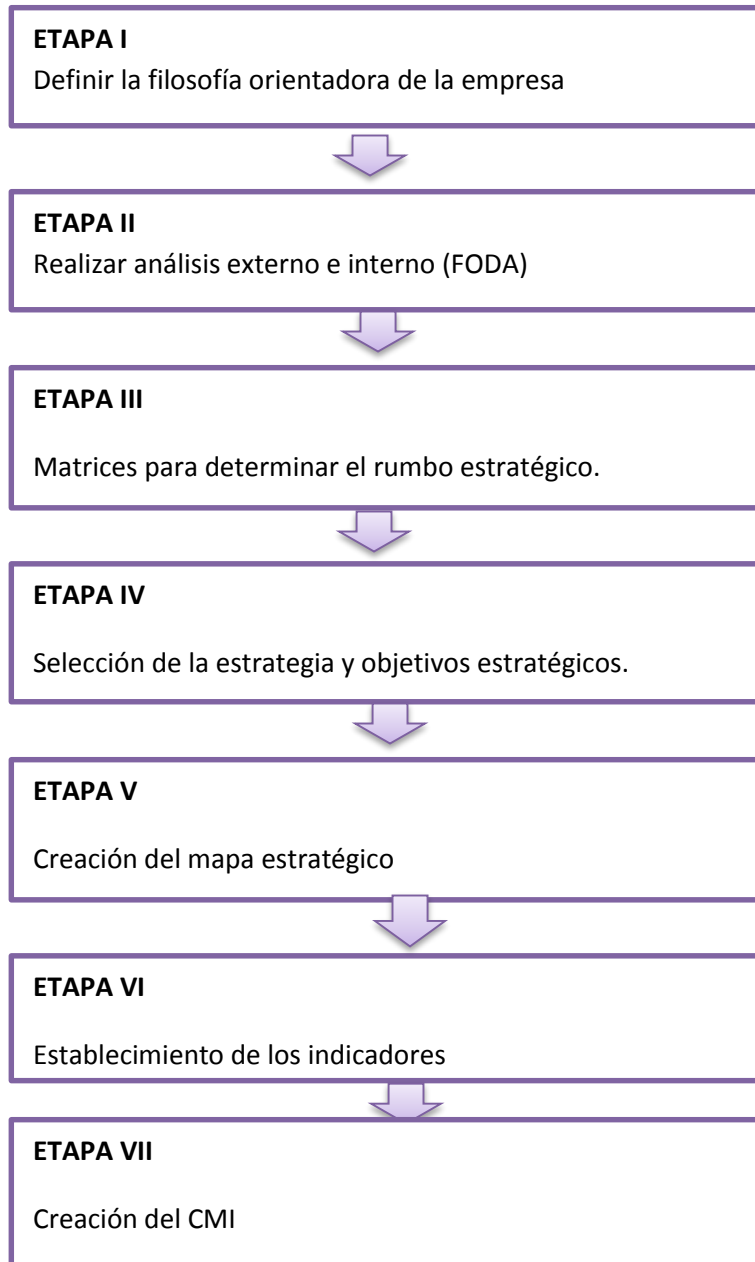 ETAPA I
Definir la filosofía orientadora de la empresa
ETAPA II
Realizar análisis externo e interno (FODA)
ETAPA III
Matrices para determinar el rumbo estratégico.
ETAPA IV
Selección de la estrategia y objetivos estratégicos.
ETAPA V
Creación del mapa estratégico
ETAPA VI
Establecimiento de los indicadores
ETAPA VII
Creación del CMI